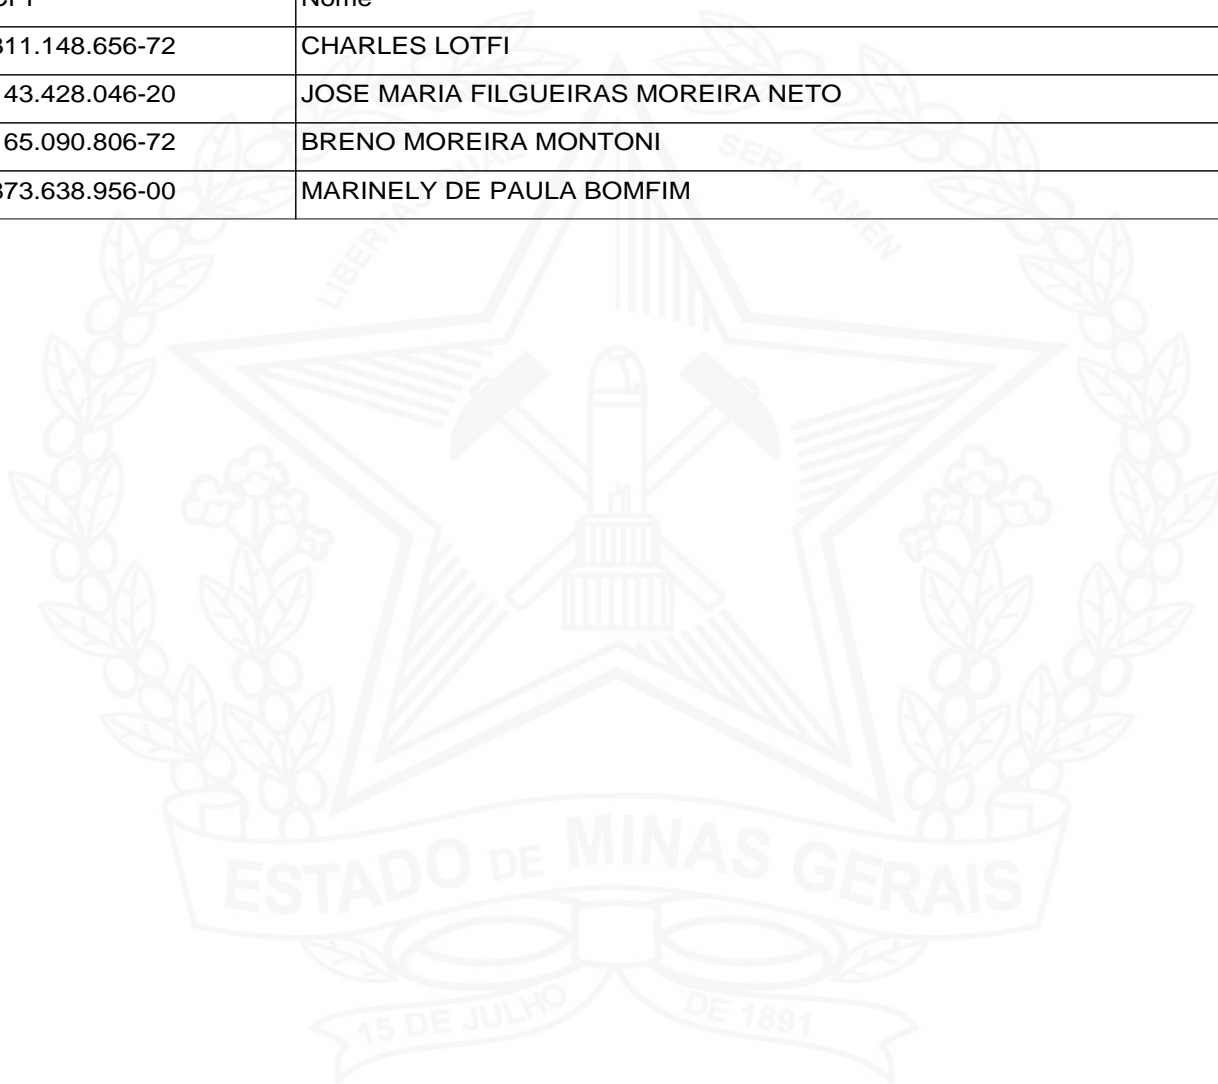 Nome
11.148.656-72 CHARLES LOTFI
43.428.046-20 JOSE MARIA FILGUEIRAS MOREIRA NETO
65.090.806-72 BRENO MOREIRA MONTONI
73.638.956-00 MARINELY DE PAULA BOMFIM
LIBERTAS QUAE SERA TAMEN
ESTADO DE MINAS GERAIS
15 DE JULHO DE 1891